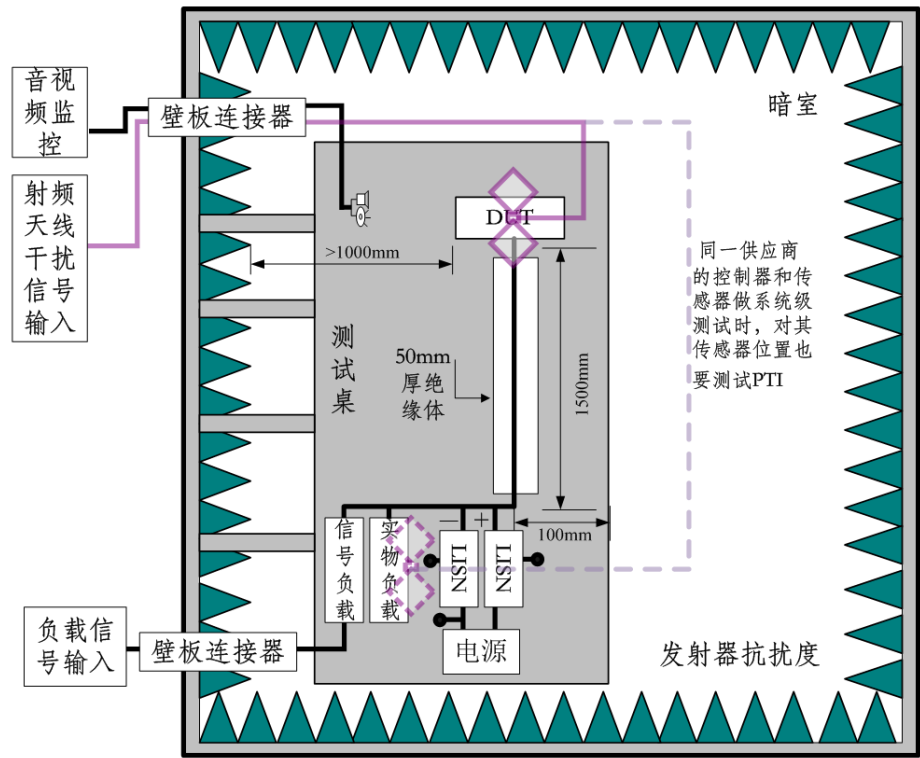 音视
频监
控
壁板连接器
暗室
射频
天线
干扰
信号
输入
DUT
>1000mm
同一供应商
的控制器和传
感器做系统级
测试时，对其
传感器位置也
要测试PTI
测
试
桌
50mm
厚绝
缘体
1500mm
100mm
信
号
负
载
实
物
负
载
—
+
LISN
LISN
电源
负载信
号输入
壁板连接器
发射器抗扰度